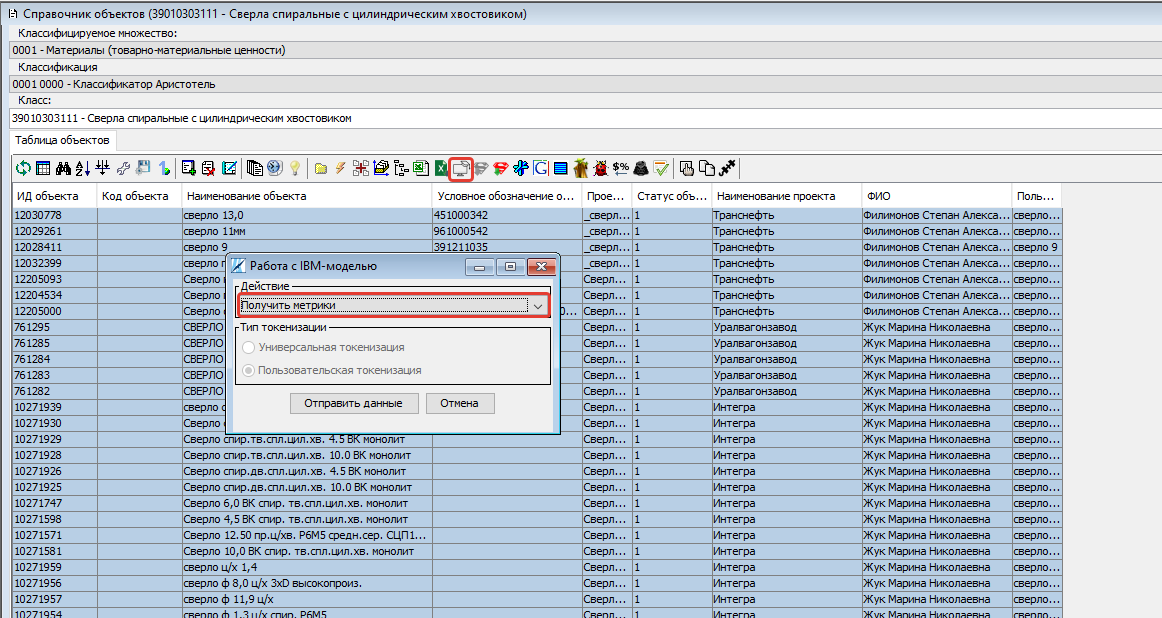 Справочник объектов (39010303111 - Сверла спиральные с цилиндрическим хвостовиком)
Классифицируемое множество:
0001 - Материалы (товарно-материальные ценности)
Классификация
0001 0000 - Классификатор Аристотель
Класс:
39010303111 - Сверла спиральные с цилиндрическим хвостовиком
Таблица объектов
ИД объекта Код объекта Наименование объекта Условное обозначение о... Прое... Статус объ... Наименование проекта ФИО Поль...
12030778 сверло 13,0 451000342 _сверл... 1 Транснефть Филимонов Степан Алекса... сверло...
12029261 сверло 11мм 961000542 _сверл... 1 Транснефть Филимонов Степан Алекса... сверло...
12028411 сверло 9 391211035 _сверл... 1 Транснефть Филимонов Степан Алекса... сверло 9
12032399 сверло _сверл... 1 Транснефть Филимонов Степан Алекса... сверло...
12205093 Сверло Сверл... 1 Транснефть Филимонов Степан Алекса... сверло...
12204534 Сверло Сверл... 1 Транснефть Филимонов Степан Алекса... сверло...
12205000 Сверло 0... Сверл... 1 Транснефть Филимонов Степан Алекса... сверло...
761295 СВЕРЛО Сверл... 1 Уралвагонзавод Жук Марина Николаевна сверло...
761285 СВЕРЛО Сверл... 1 Уралвагонзавод Жук Марина Николаевна сверло...
761284 СВЕРЛО Сверл... 1 Уралвагонзавод Жук Марина Николаевна сверло...
761283 СВЕРЛО Сверл... 1 Уралвагонзавод Жук Марина Николаевна сверло...
761282 СВЕРЛО Сверл... 1 Уралвагонзавод Жук Марина Николаевна сверло...
10271939 сверло Сверл... 1 Интегра Жук Марина Николаевна сверло...
10271930 Сверло Сверл... 1 Интегра Жук Марина Николаевна сверло...
10271929 Сверло спир.тв.спл.цил.хв. 4.5 ВК монолит Сверл... 1 Интегра Жук Марина Николаевна сверло...
10271928 Сверло спир.тв.спл.цил.хв. 10.0 ВК монолит Сверл... 1 Интегра Жук Марина Николаевна сверло...
10271926 Сверло спир.дв.спл.цил.хв. 4.5 ВК монолит Сверл... 1 Интегра Жук Марина Николаевна сверло...
10271925 Сверло спир.дв.спл.цил.хв. 10.0 ВК монолит Сверл... 1 Интегра Жук Марина Николаевна сверло...
10271747 Сверло 6,0 ВК спир. тв.спл.цил.хв. монолит Сверл... 1 Интегра Жук Марина Николаевна сверло...
10271598 Сверло 4,5 ВК спир. тв.спл.цил.хв. монолит Сверл... 1 Интегра Жук Марина Николаевна сверло...
10271571 Сверло 12.50 пр.ц/хв. Р6М5 средн.сер. СЦП1... Сверл... 1 Интегра Жук Марина Николаевна сверло...
10271581 Сверло 10,0 ВК спир. тв.спл.цил.хв. монолит Сверл... 1 Интегра Жук Марина Николаевна сверло...
10271959 сверло ц/х 1,4 Сверл... 1 Интегра Жук Марина Николаевна сверло...
10271956 сверло ф 8,0 ц/х 3xD высокопроиз. Сверл... 1 Интегра Жук Марина Николаевна сверло...
10271957 сверло ф 11,9 ц/х Сверл... 1 Интегра Жук Марина Николаевна сверло...
10271954 сверло ф 1,3 ц/х спир. Р6М5 Сверл... 1 Интегра Жук Марина Николаевна сверло...
Работа с IBM-моделью
Действие
Получить метрики
Тип токенизации
Универсальная токенизация
Пользовательская токенизация
Отправить данные Отмена